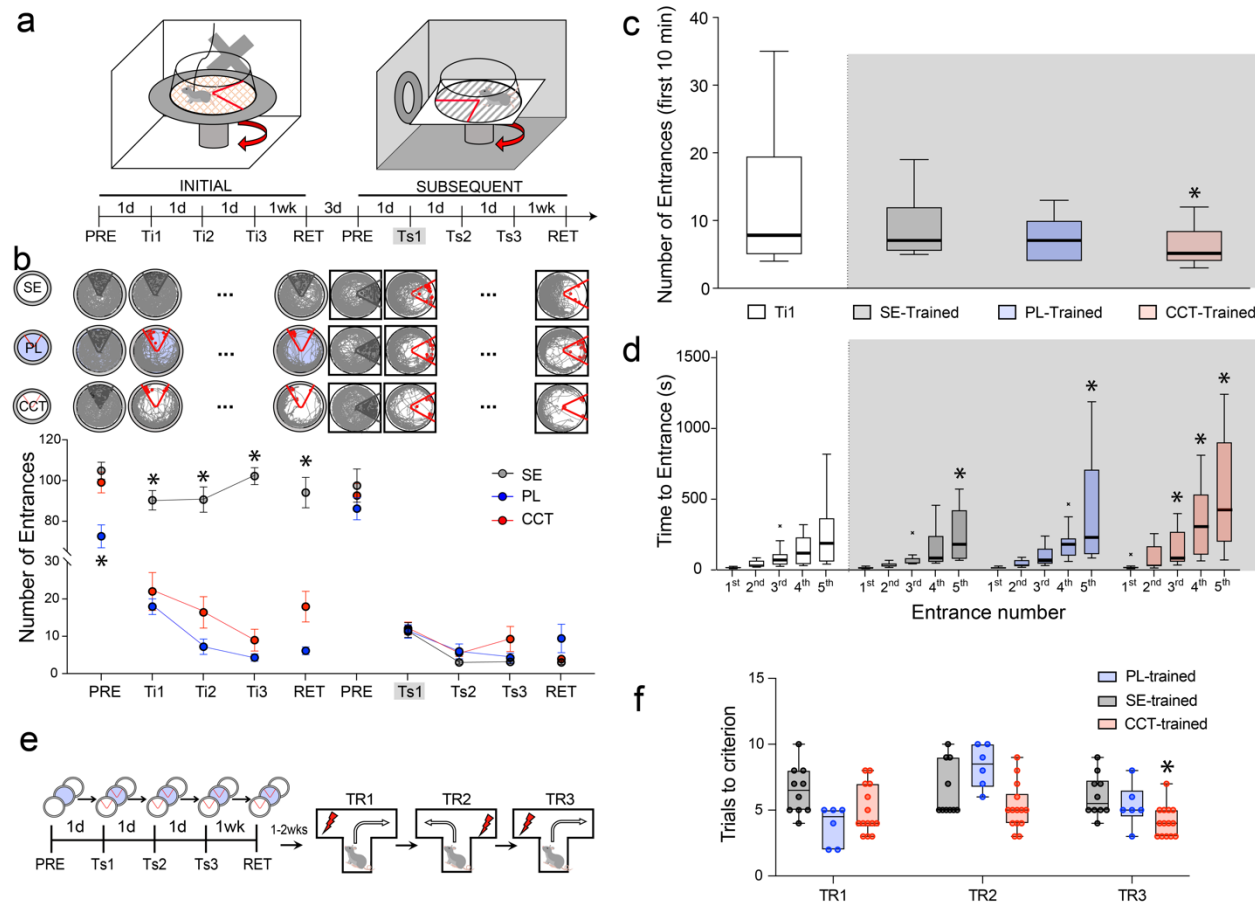 a
INITIAL
SUBSEQUENT
1d 1d 1d 1wk 3d 1d 1d 1d 1wk
PRE Ti1 Ti2 Ti3 RET PRE Ts1 Ts2 Ts3 RET
b
SE
... ...
PL
... ...
CCT
... ...
Number of Entrances
120
100
80
60
30
20
10
0
* * * * *
SE
PL
CCT
PRE Ti1 Ti2 Ti3 RET PRE Ts1 Ts2 Ts3 RET
c
Number of Entrances (first 10 min)
40
30
20
10
0
*
Ti1 SE-Trained PL-Trained CCT-Trained
d
Time to Entrance (s)
1500
1000
500
0
* * * * *
1st 2nd 3rd 4th 5th 1st 2nd 3rd 4th 5th 1st 2nd 3rd 4th 5th 1st 2nd 3rd 4th 5th
Entrance number
e
1d 1d 1d 1wk
PRE Ts1 Ts2 Ts3 RET
1-2wks
TR1 TR2 TR3
f
Trials to criterion
15
10
5
0
PL-trained
SE-trained
CCT-trained
*
TR1 TR2 TR3